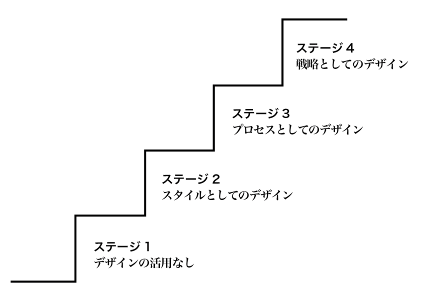 ステージ 4
戦略としてのデザイン
ステージ 3
プロセスとしてのデザイン
ステージ 2
スタイルとしてのデザイン
ステージ 1
デザインの活用なし